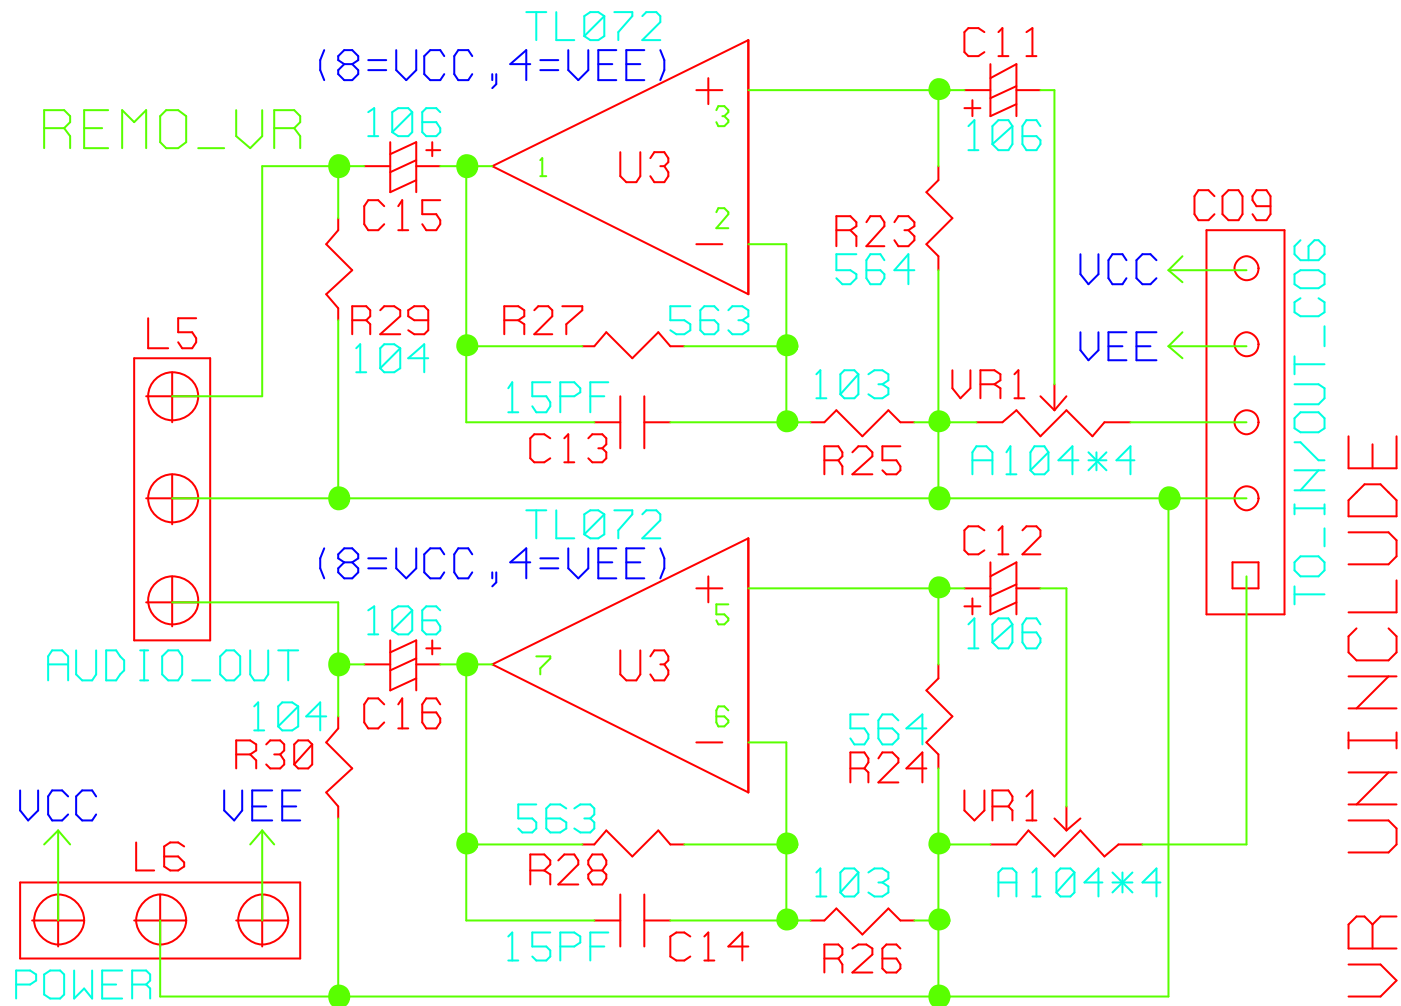 TL072
(8=VCC,4=VEE)
C11
REMO_VR
106
+
+
3
+
106
1
U3
C15
2
-
C09
R23
564
VCC
R29
104
R27
563
L5
VEE
15PF
103
VR1
C13
R25
A104*4
TO_IN/OUT_C06
TL072
(8=VCC,4=VEE)
C12
106
+
+
5
+
106
7
U3
AUDIO_OUT
C16
6
-
104
R30
564
R24
VCC
VEE
563
VR1
L6
R28
103
A104*4
15PF
C14
R26
POWER
VR UNINCLUDE